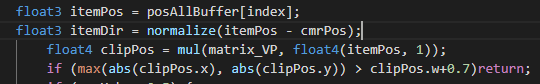 float3 itemPos = posAllBuffer[index];
float3 itemDir = normalize(itemPos - cmrPos);
float4 clipPos = mul(matrix_VP, float4(itemPos, 1));
if (max(abs(clipPos.x), abs(clipPos.y)) > clipPos.w+0.7)return;